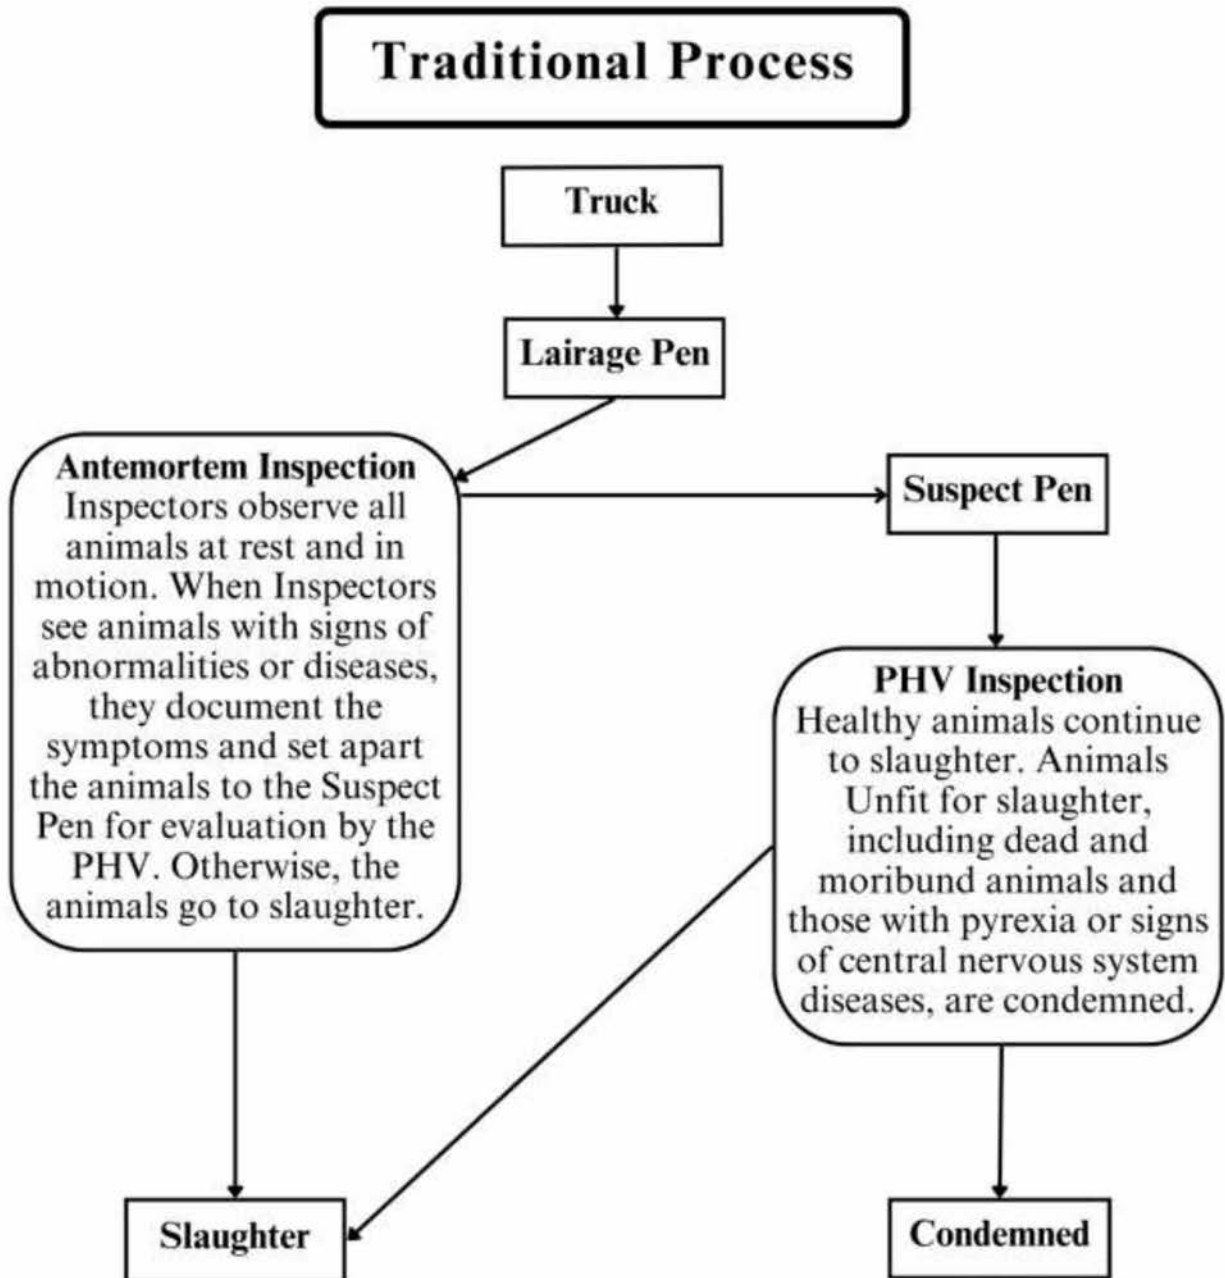 Traditional Process
Truck
Lairage Pen
Antemortem Inspection
Inspectors observe all
animals at rest and in
motion. When Inspectors
see animals with signs of
abnormalities or diseases,
they document the
symptoms and set apart
the animals to the Suspect
Pen for evaluation by the
PHV. Otherwise, the
animals go to slaughter.
Suspect Pen
PHV Inspection
Healthy animals continue
to slaughter. Animals
Unfit for slaughter,
including dead and
moribund animals and
those with pyrexia or signs
of central nervous system
diseases, are condemned.
Slaughter
Condemned